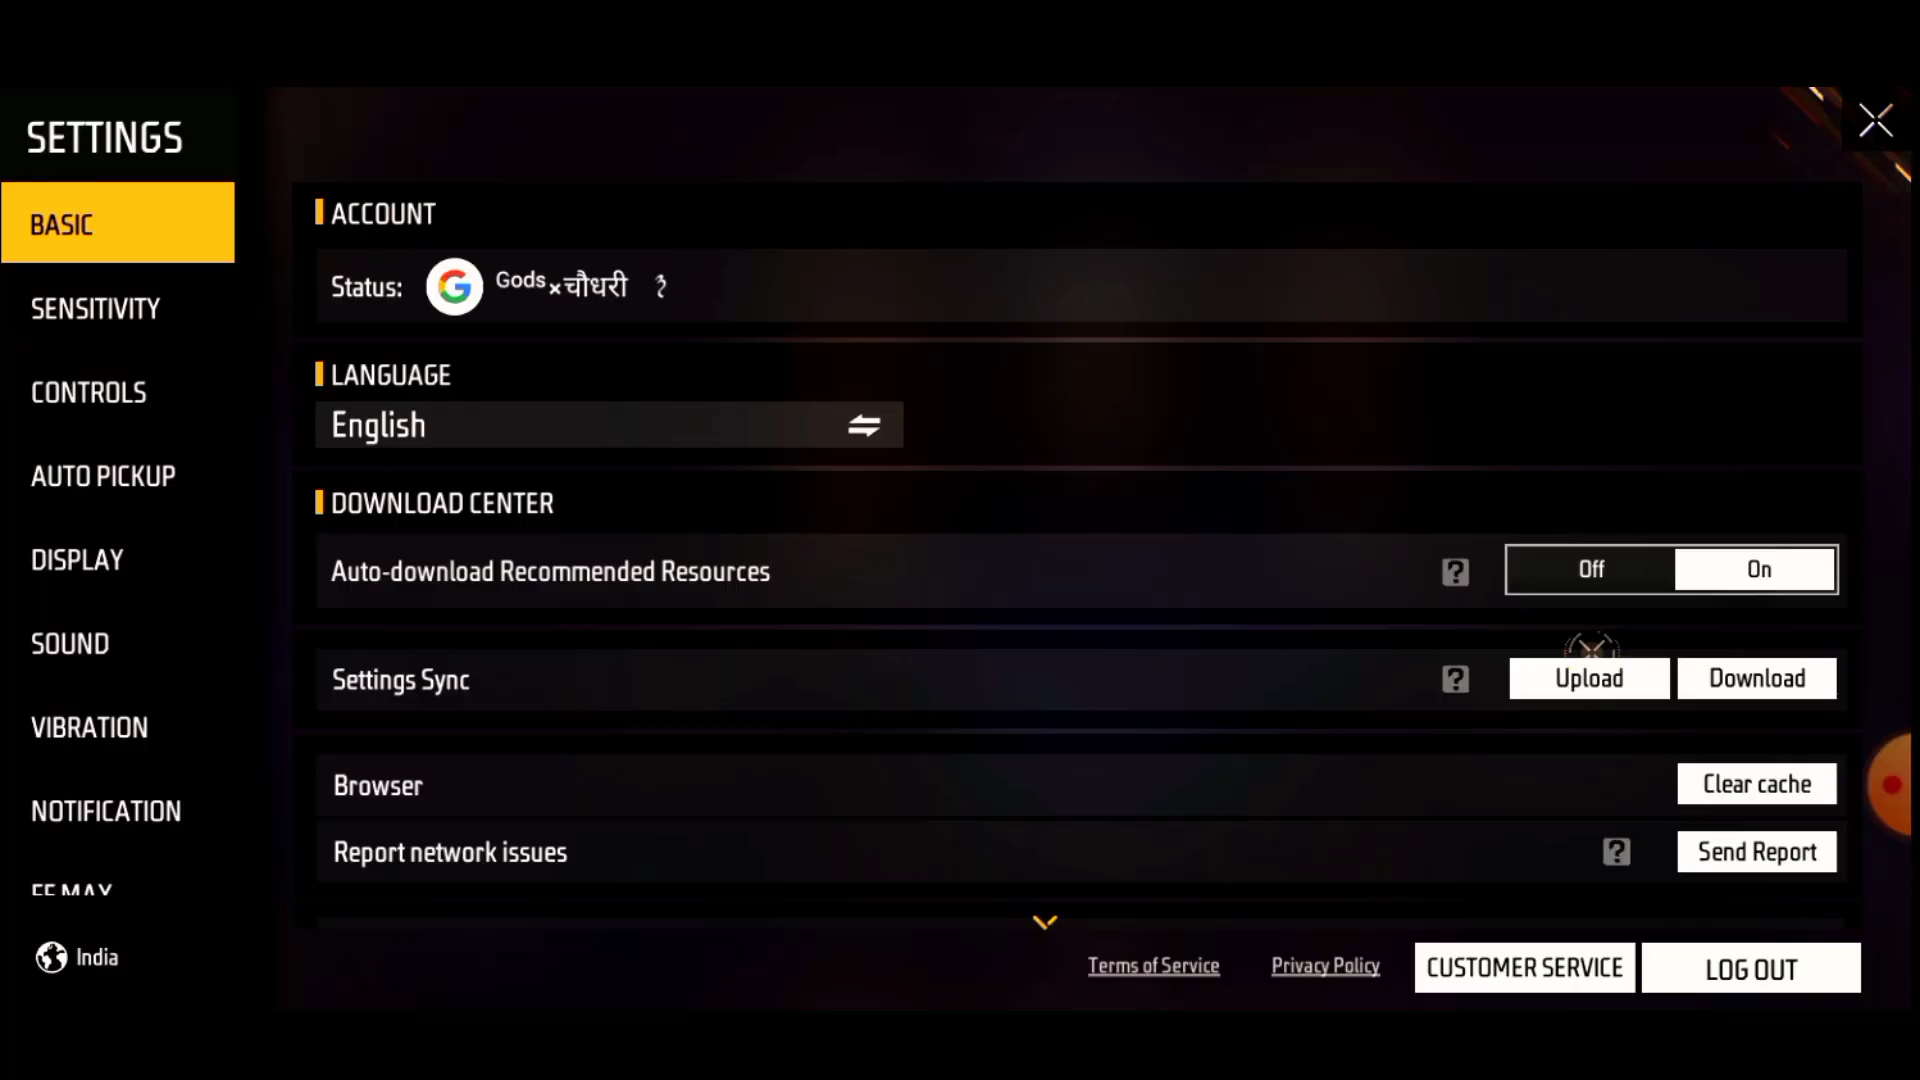 SETTINGS
BASIC
SENSITIVITY
CONTROLS
AUTO PICKUP
DISPLAY
SOUND
VIBRATION
NOTIFICATION
FF MAX
India
ACCOUNT
Status: Gods×चौधरी
LANGUAGE
English
DOWNLOAD CENTER
Auto-download Recommended Resources ? Off On
Settings Sync ? Upload Download
Browser Clear cache
Report network issues ? Send Report
Terms of Service Privacy Policy CUSTOMER SERVICE LOG OUT